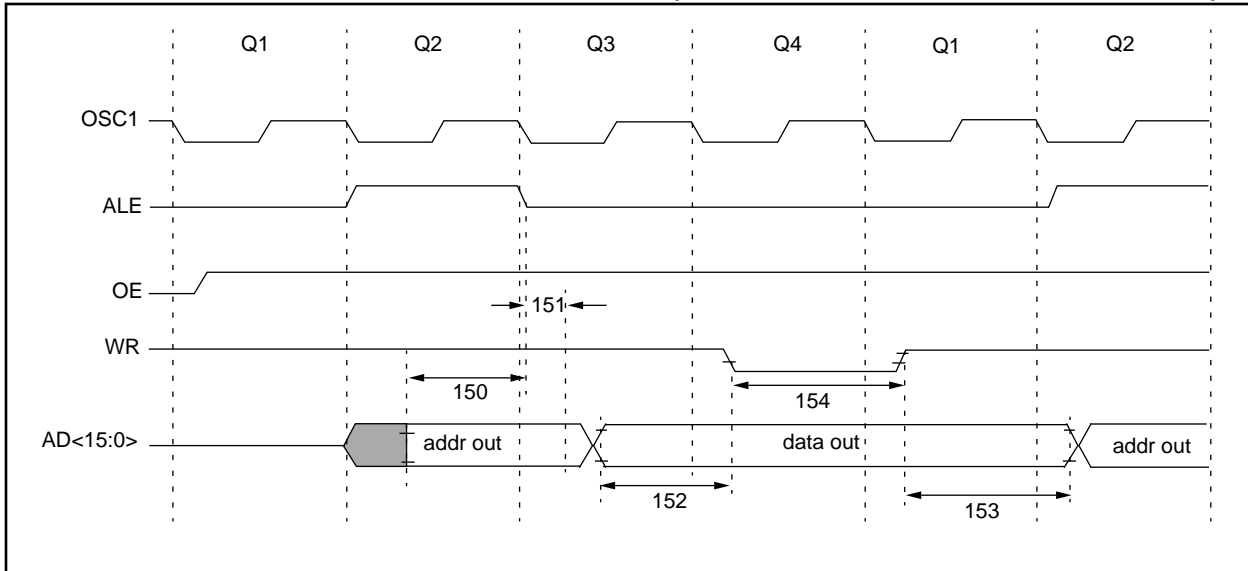 Q1 Q2 Q3 Q4 Q1 Q2
OSC1
ALE
OE
151
WR
150
154
AD<15:0>
addr out
data out
addr out
152
153